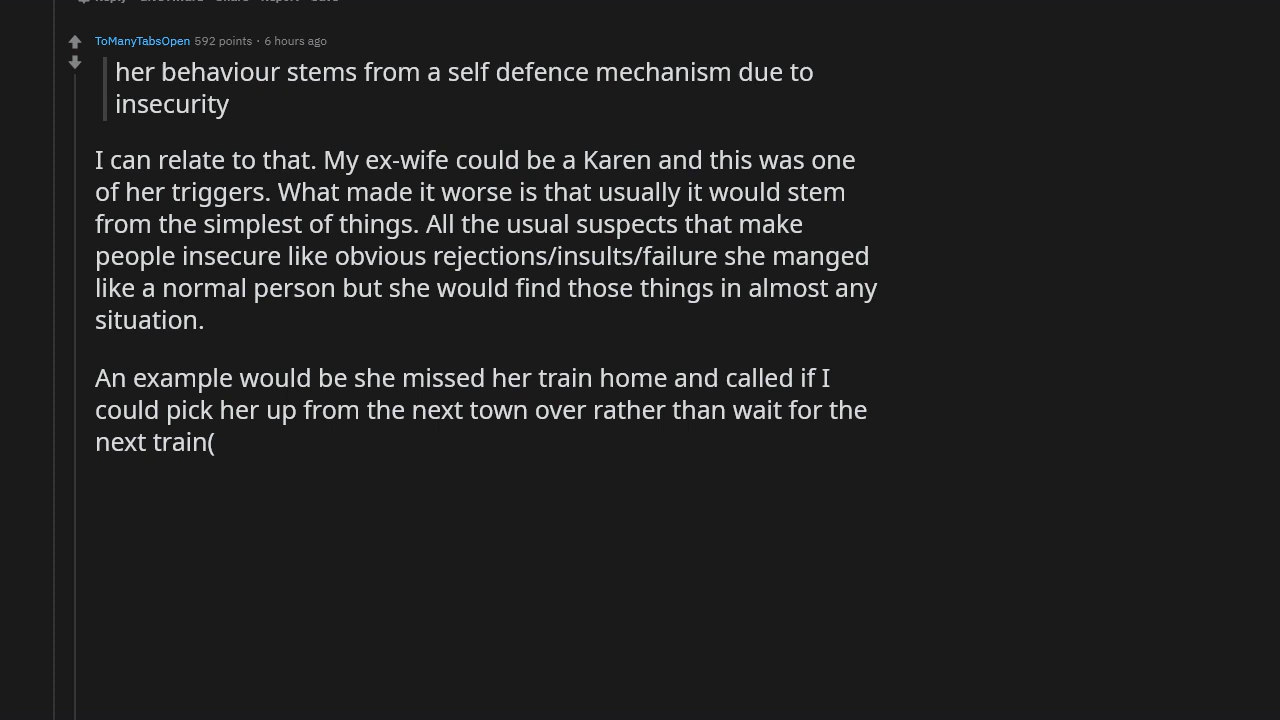 ToManyTabsOpen 592 points · 6 hours ago
her behaviour stems from a self defence mechanism due to
insecurity
I can relate to that. My ex-wife could be a Karen and this was one
of her triggers. What made it worse is that usually it would stem
from the simplest of things. All the usual suspects that make
people insecure like obvious rejections/insults/failure she manged
like a normal person but she would find those things in almost any
situation.
An example would be she missed her train home and called if I
could pick her up from the next town over rather than wait for the
next train(